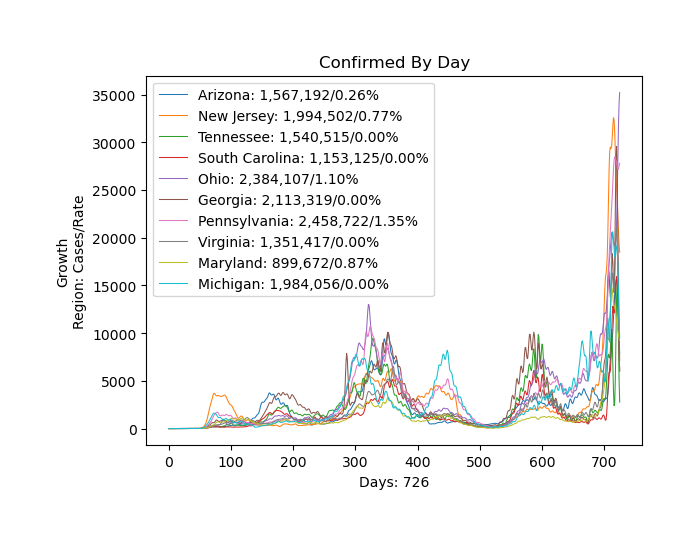 Confirmed By Day
Growth
Region: Cases/Rate
35000
30000
25000
20000
15000
10000
5000
0
Arizona: 1,567,192/0.26%
New Jersey: 1,994,502/0.77%
Tennessee: 1,540,515/0.00%
South Carolina: 1,153,125/0.00%
Ohio: 2,384,107/1.10%
Georgia: 2,113,319/0.00%
Pennsylvania: 2,458,722/1.35%
Virginia: 1,351,417/0.00%
Maryland: 899,672/0.87%
Michigan: 1,984,056/0.00%
0 100 200 300 400 500 600 700
Days: 726